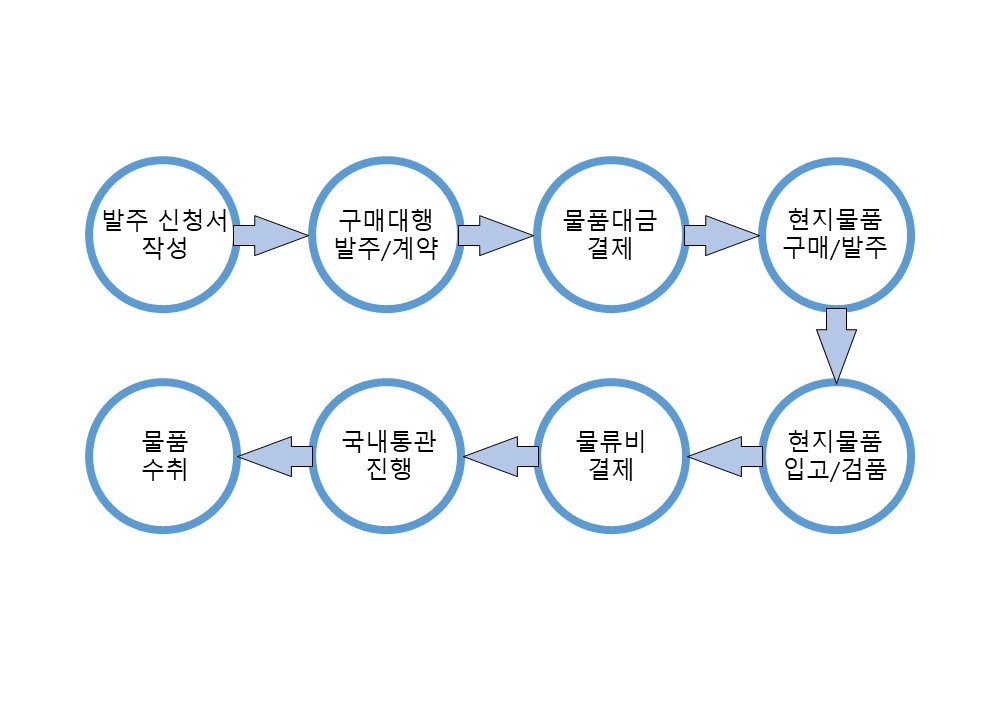 발주 신청서
작성
구매대행
발주/계약
물품대금
결제
현지물품
구매/발주
현지물품
입고/검품
물류비
결제
국내통관
진행
물품
수취